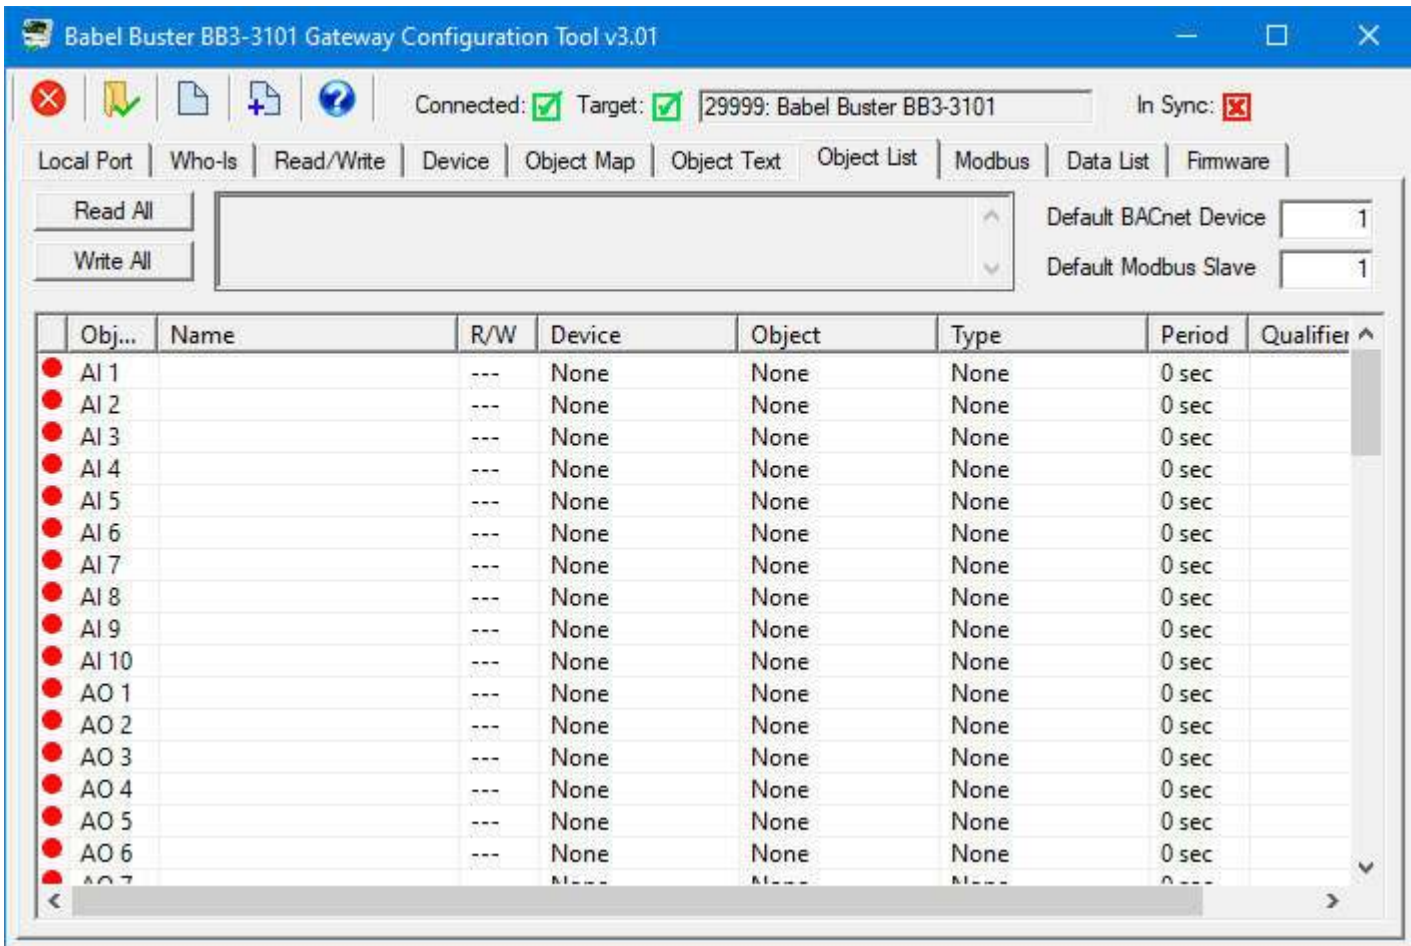 Babel Buster BB3-3101 Gateway Configuration Tool v3.01
Connected: Target: 29999: Babel Buster BB3-3101 In Sync:
Local Port Who-Is Read/Write Device Object Map Object Text Object List Modbus Data List Firmware
Read All Default BACnet Device 1
Write All Default Modbus Slave 1
Obj... Name R/W Device Object Type Period Qualifier
AI 1 --- None None None 0 sec
AI 2 --- None None None 0 sec
AI 3 --- None None None 0 sec
AI 4 --- None None None 0 sec
AI 5 --- None None None 0 sec
AI 6 --- None None None 0 sec
AI 7 --- None None None 0 sec
AI 8 --- None None None 0 sec
AI 9 --- None None None 0 sec
AI 10 --- None None None 0 sec
AO 1 --- None None None 0 sec
AO 2 --- None None None 0 sec
AO 3 --- None None None 0 sec
AO 4 --- None None None 0 sec
AO 5 --- None None None 0 sec
AO 6 --- None None None 0 sec
AO 7 --- None None None 0 sec